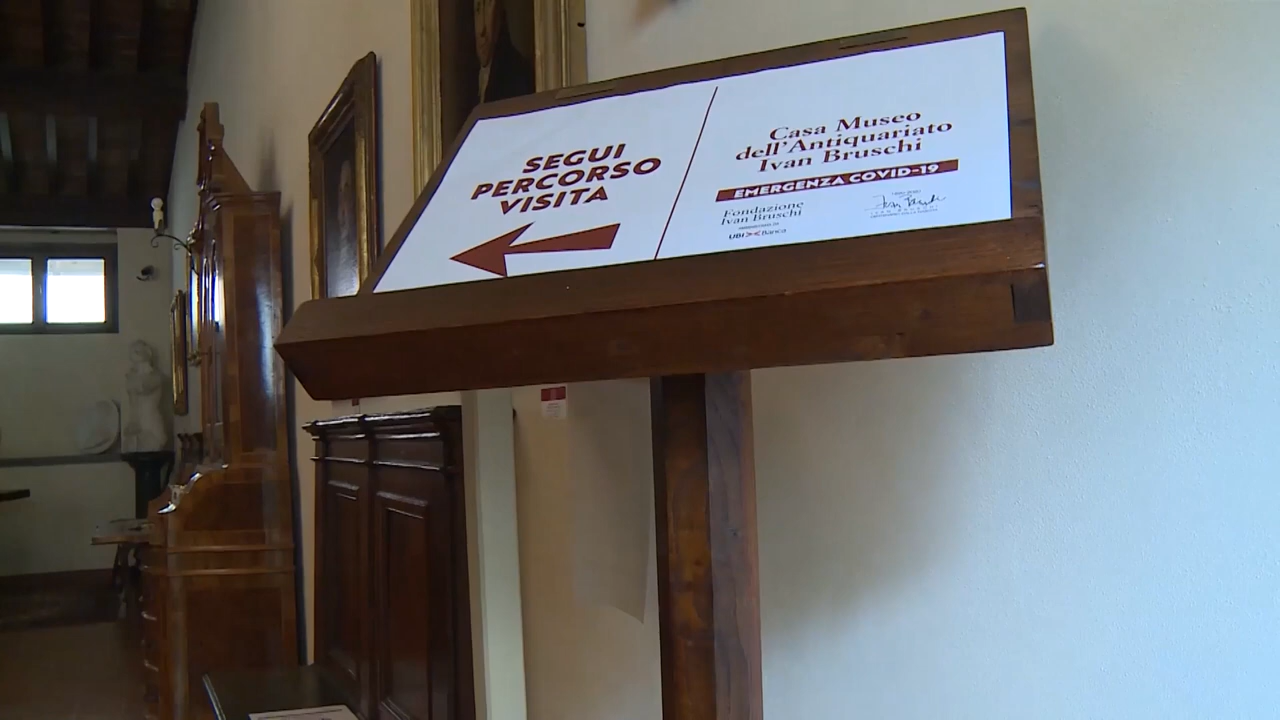 SEGUI
PERCORSO
VISITA
Casa Museo
dell'Antiquariato
Ivan Bruschi
EMERGENZA COVID-19
Fondazione
Ivan Bruschi
UBI Banca